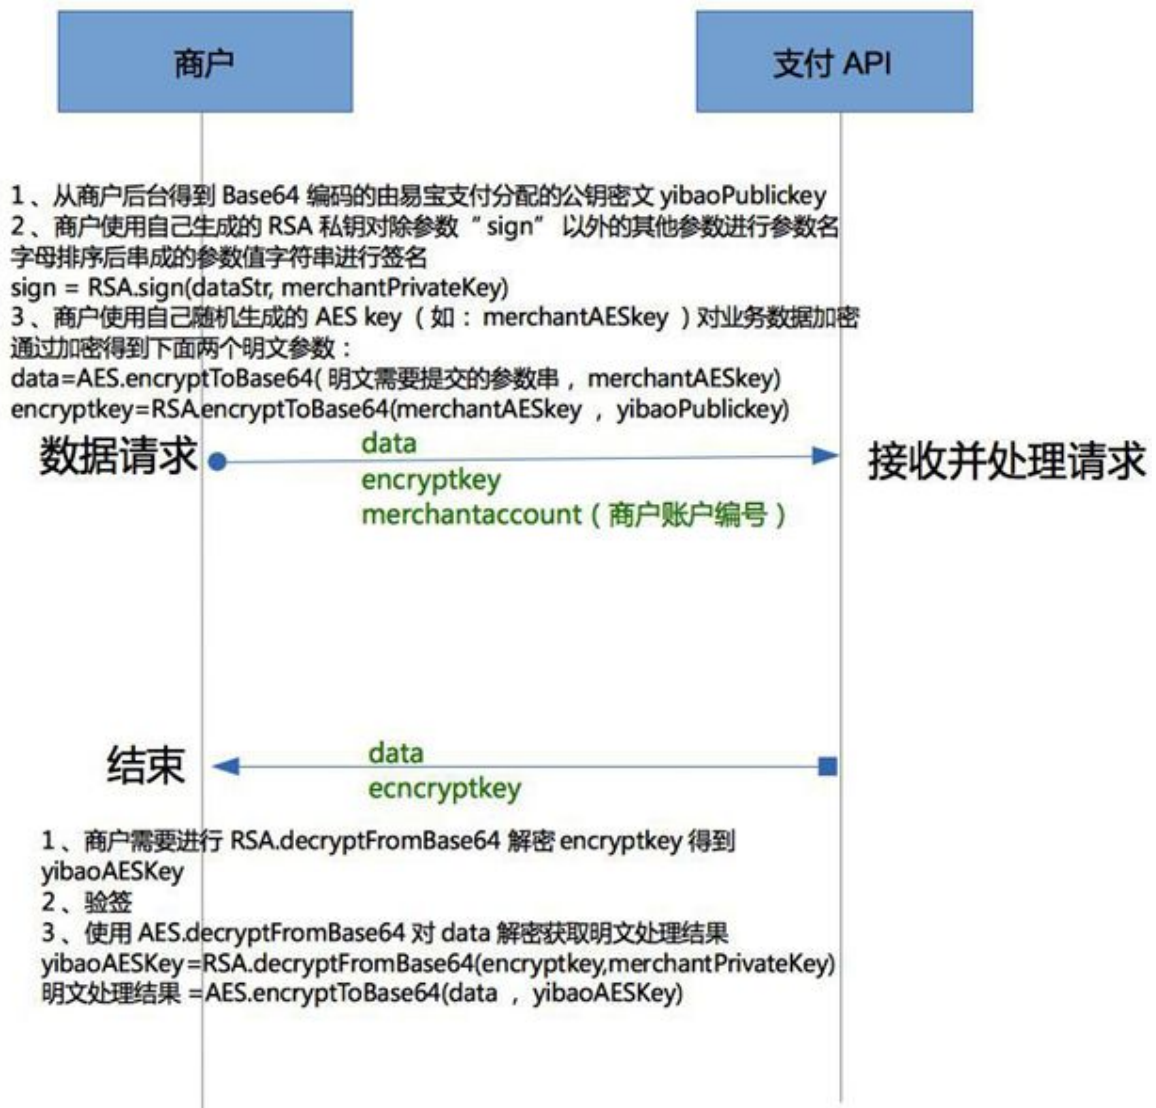 商户
支付 API
1 、从商户后台得到 Base64 编码的由易宝支付分配的公钥密文 yibaoPublickey
2 、商户使用自己生成的 RSA 私钥对除参数“ sign” 以外的其他参数进行参数名
字母排序后串成的参数值字符串进行签名
sign = RSA.sign(dataStr, merchantPrivateKey)
3 、商户使用自己随机生成的 AES key （ 如 ： merchantAESkey ）对业务数据加密
通过加密得到下面两个明文参数 ：
data=AES.encryptToBase64( 明文需要提交的参数串 ， merchantAESkey)
encryptkey=RSA.encryptToBase64(merchantAESkey ， yibaoPublickey)
数据请求
data
接收并处理请求
encryptkey
merchantaccount ( 商户账户编号 )
结束
data
ecncryptkey
1 、商户需要进行 RSA.decryptFromBase64 解密 encryptkey 得到
yibaoAESKey
2 、验签
3 、使用 AES.decryptFromBase64 对 data 解密获取明文处理结果
yibaoAESKey=RSA.decryptFromBase64(encryptkey,merchantPrivateKey)
明文处理结果 =AES.encryptToBase64(data ， yibaoAESKey)